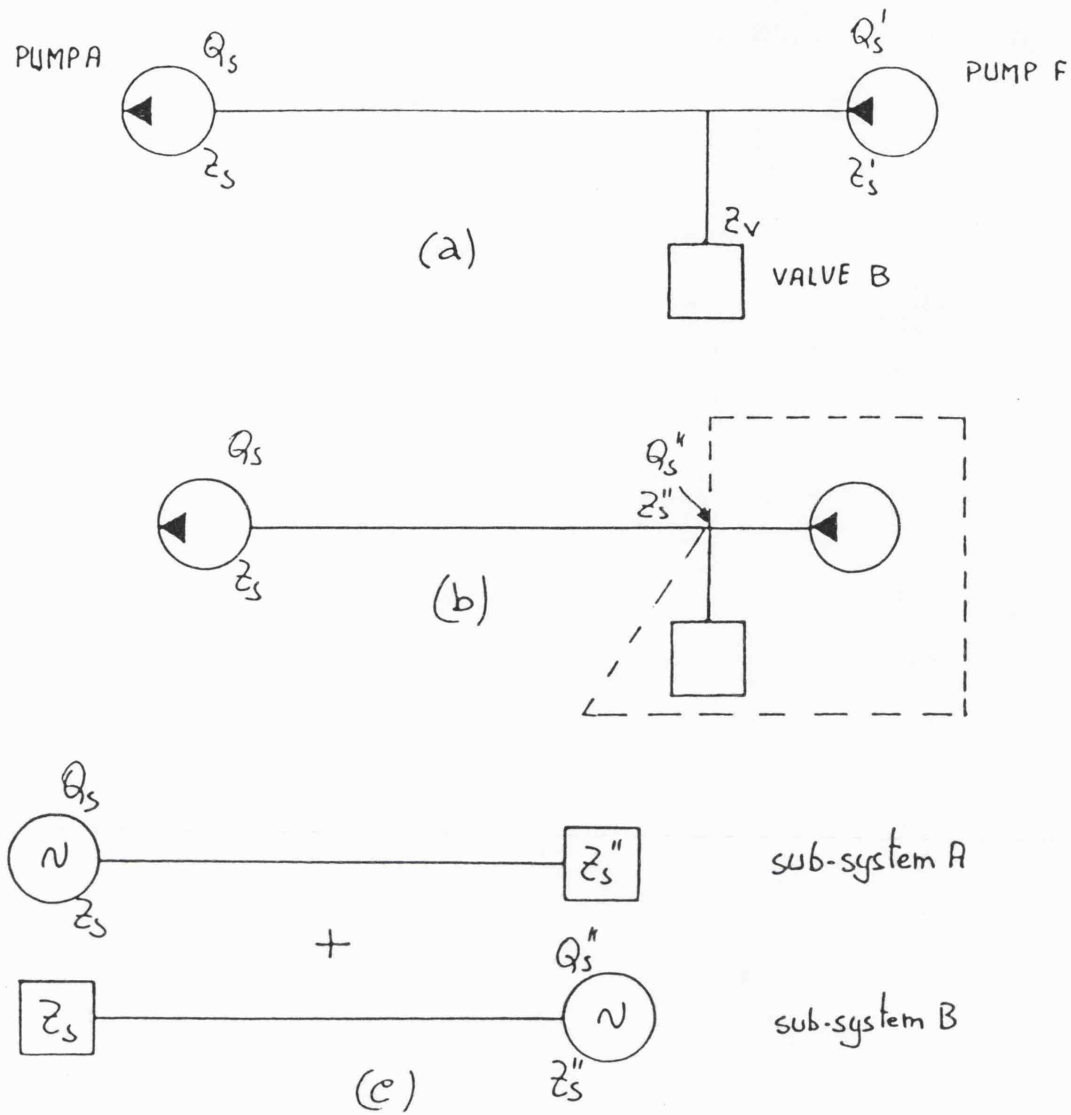 PUMP A
Qs
Qs'
PUMP F
Zs
Zs'
(a)
Zv
VALVE B
Qs
Qs"
Zs"
Zs
(b)
Qs
~
Zs"
sub-system A
Zs
+
Qs"
Zs
~
sub-system B
Zs"
(c)